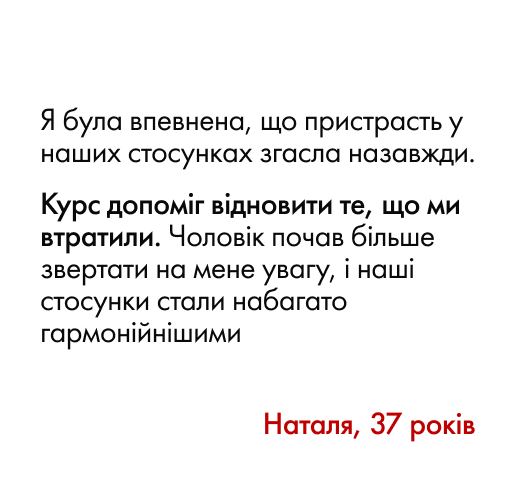 Я була впевнена, що пристрасть у
наших стосунках згасла назавжди.
Курс допоміг відновити те, що ми
втратили. Чоловік почав більше
звертати на мене увагу, і наші
стосунки стали набагато
гармонійнішими
Наталя, 37 років